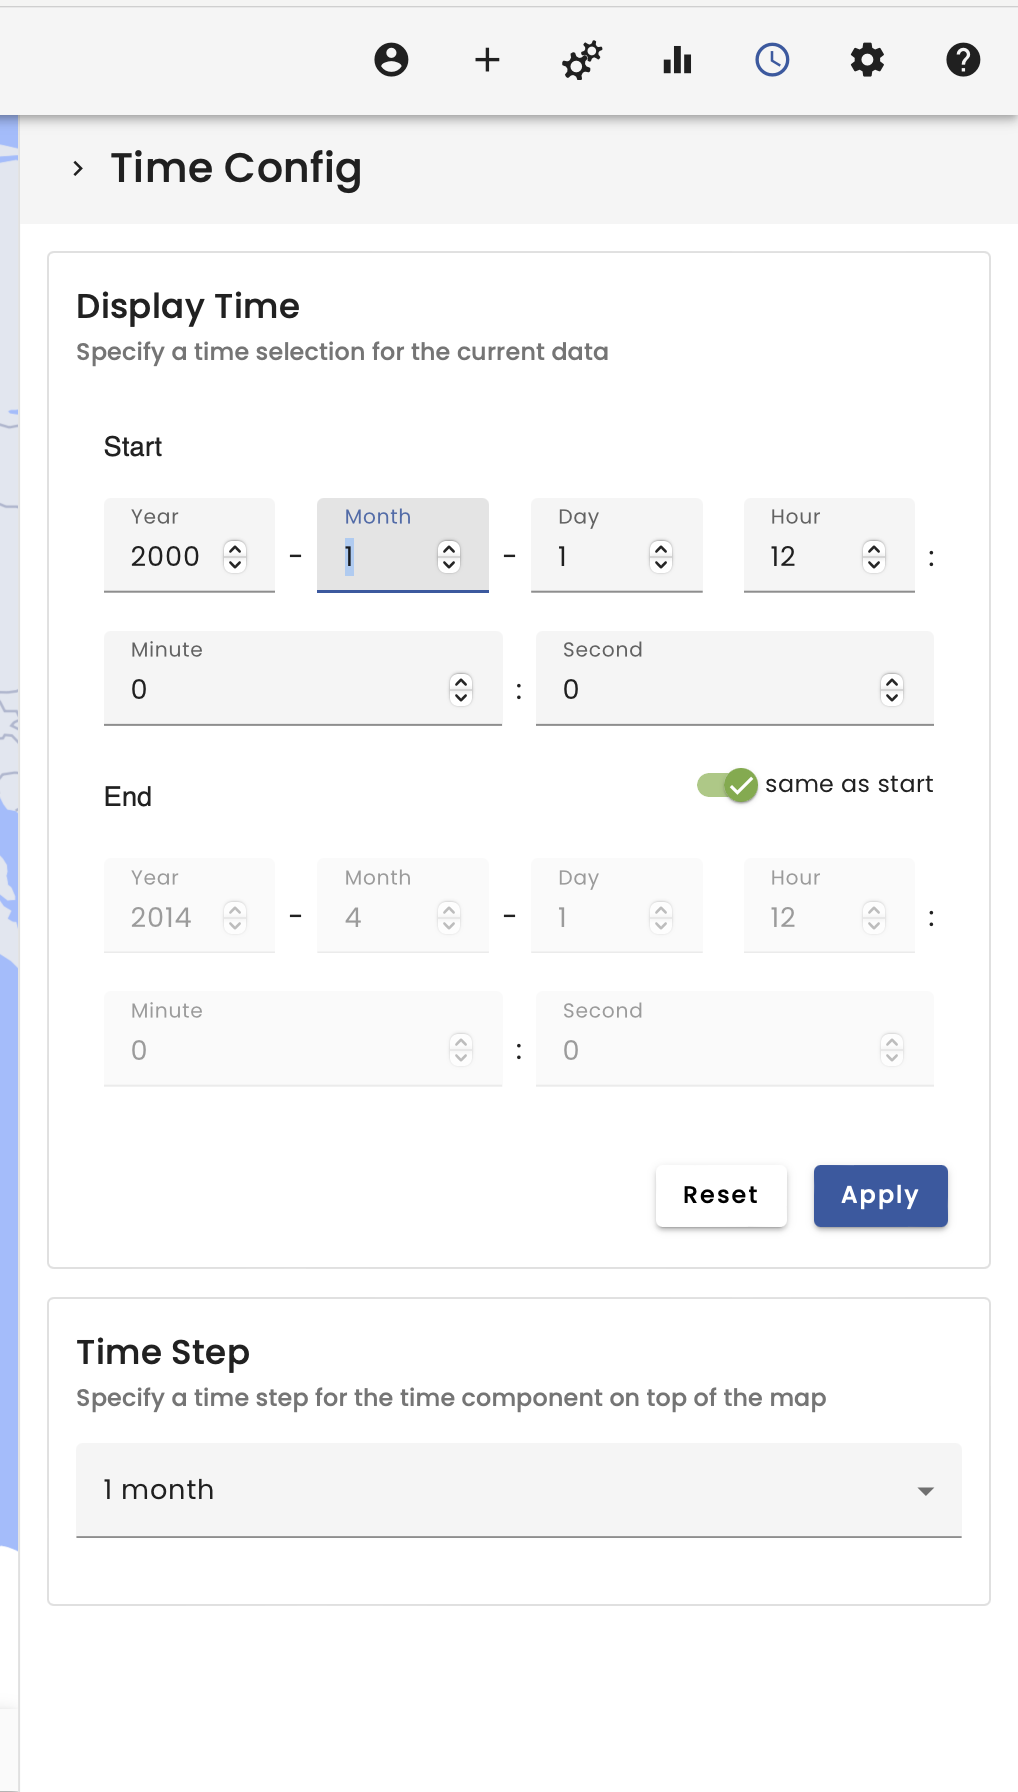 Time Config
Display Time
Specify a time selection for the current data
Start
Year Month Day Hour
2000 - 1 - 1 12 :
Minute Second
0 : 0
End same as start
Year Month Day Hour
2014 - 4 - 1 12 :
Minute Second
0 : 0
Reset Apply
Time Step
Specify a time step for the time component on top of the map
1 month